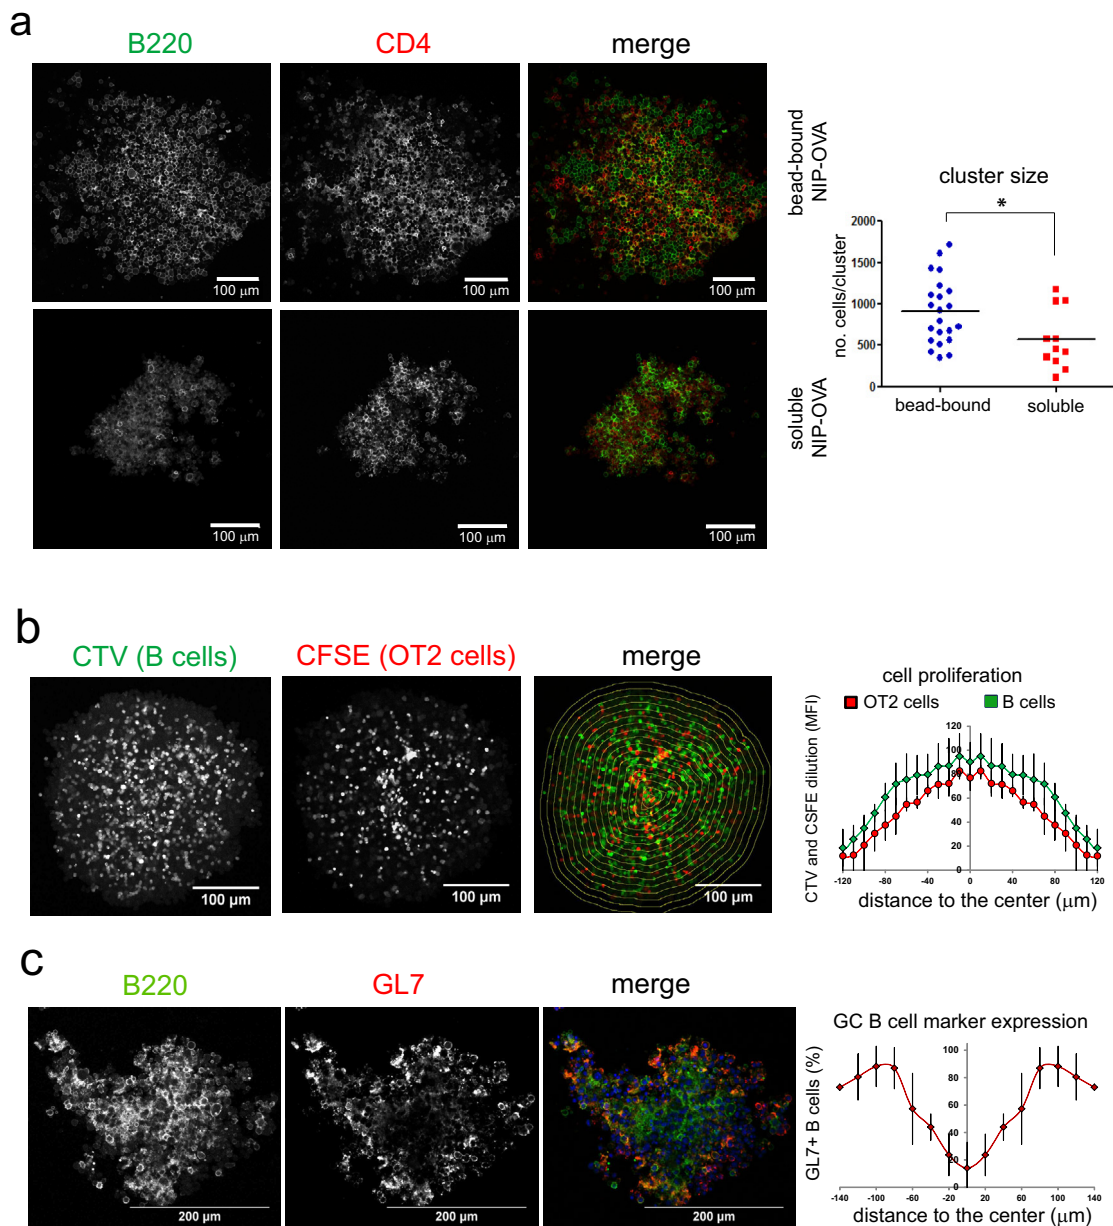 a
B220
CD4
merge
100 μm
100 μm
100 μm
bead-bound
NIP-OVA
100 μm
100 μm
100 μm
soluble
NIP-OVA
cluster size
*
no. cells/cluster
2000
1500
1000
500
0
bead-bound
soluble
b
CTV (B cells)
CFSE (OT2 cells)
merge
100 μm
100 μm
100 μm
cell proliferation
OT2 cells
B cells
CTV and CSFE dilution (MFI)
120
100
80
60
40
20
0
-120
-80
-40
0
40
80
120
distance to the center (μm)
c
B220
GL7
merge
200 μm
200 μm
200 μm
GC B cell marker expression
GL7+ B cells (%)
100
80
60
40
20
0
-140
-100
-60
-20
20
60
100
140
distance to the center (μm)